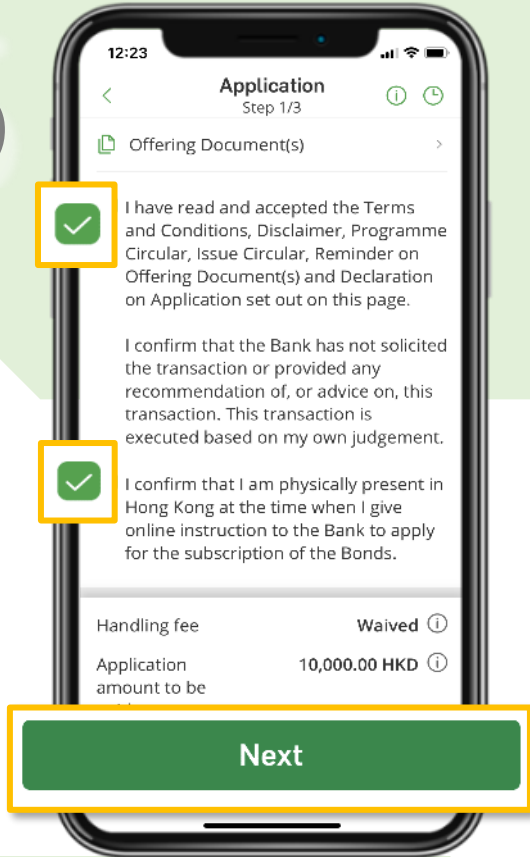 12:23
Application
Step 1/3
Offering Document(s)
I have read and accepted the Terms
and Conditions, Disclaimer, Programme
Circular, Issue Circular, Reminder on
Offering Document(s) and Declaration
on Application set out on this page.
I confirm that the Bank has not solicited
the transaction or provided any
recommendation of, or advice on, this
transaction. This transaction is
executed based on my own judgement.
I confirm that I am physically present in
Hong Kong at the time when I give
online instruction to the Bank to apply
for the subscription of the Bonds.
Handling fee Waived
Application 10,000.00 HKD
amount to be
Next